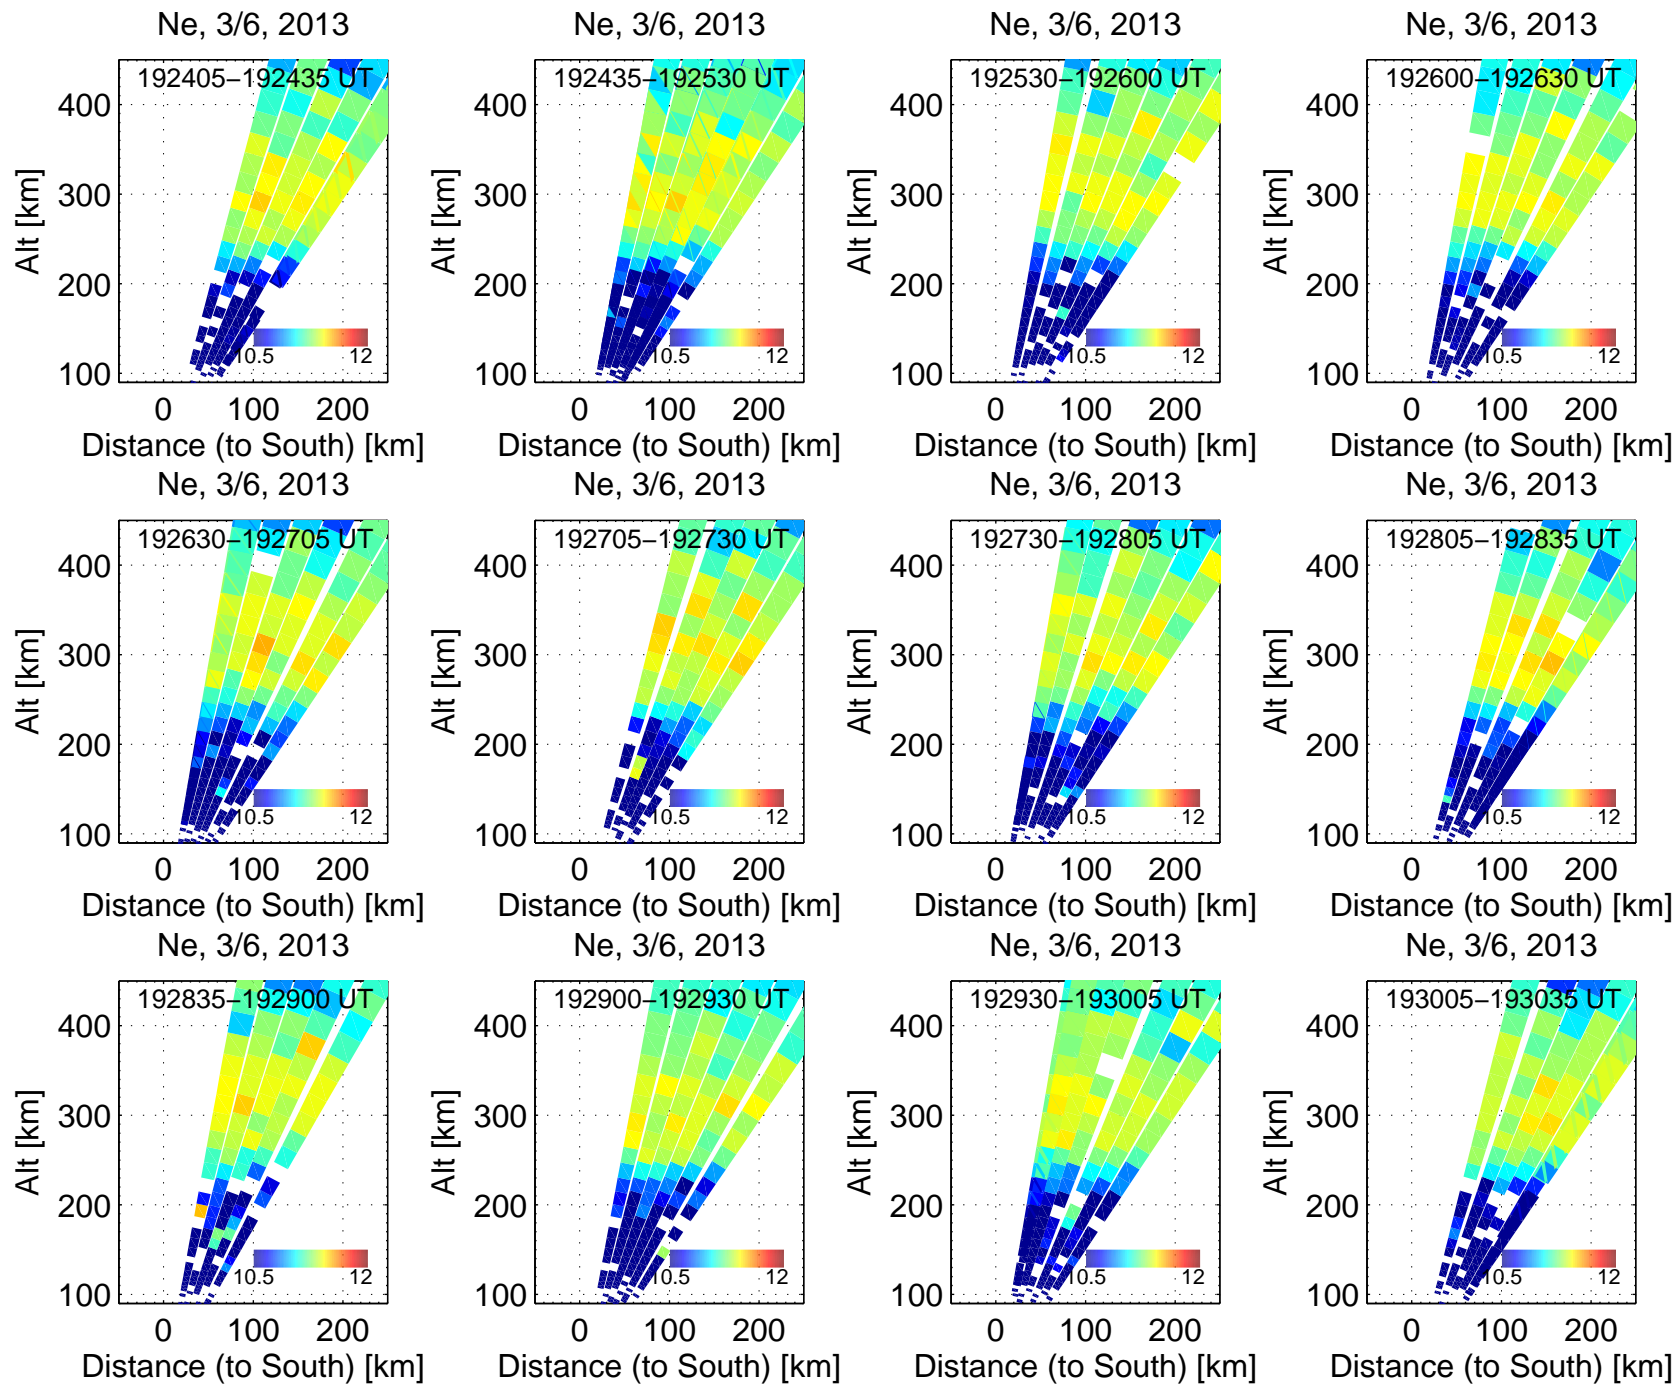 Ne, 3/6, 2013 Ne, 3/6, 2013 Ne, 3/6, 2013 Ne, 3/6, 2013
192405−192435 UT 192435−192530 UT 192530−192600 UT 192600−192630 UT
400 400 400 400
Alt [km] Alt [km] Alt [km] Alt [km]
300 300 300 300
200 200 200 200
10.5 12 10.5 12 10.5 12 10.5 12
100 100 100 100
0 100 200 0 100 200 0 100 200 0 100 200
Distance (to South) [km] Distance (to South) [km] Distance (to South) [km] Distance (to South) [km]
Ne, 3/6, 2013 Ne, 3/6, 2013 Ne, 3/6, 2013 Ne, 3/6, 2013
192630−192705 UT 192705−192730 UT 192730−192805 UT 192805−192835 UT
400 400 400 400
Alt [km] Alt [km] Alt [km] Alt [km]
300 300 300 300
200 200 200 200
10.5 12 10.5 12 10.5 12 10.5 12
100 100 100 100
0 100 200 0 100 200 0 100 200 0 100 200
Distance (to South) [km] Distance (to South) [km] Distance (to South) [km] Distance (to South) [km]
Ne, 3/6, 2013 Ne, 3/6, 2013 Ne, 3/6, 2013 Ne, 3/6, 2013
192835−192900 UT 192900−192930 UT 192930−193005 UT 193005−193035 UT
400 400 400 400
Alt [km] Alt [km] Alt [km] Alt [km]
300 300 300 300
200 200 200 200
10.5 12 10.5 12 10.5 12 10.5 12
100 100 100 100
0 100 200 0 100 200 0 100 200 0 100 200
Distance (to South) [km] Distance (to South) [km] Distance (to South) [km] Distance (to South) [km]